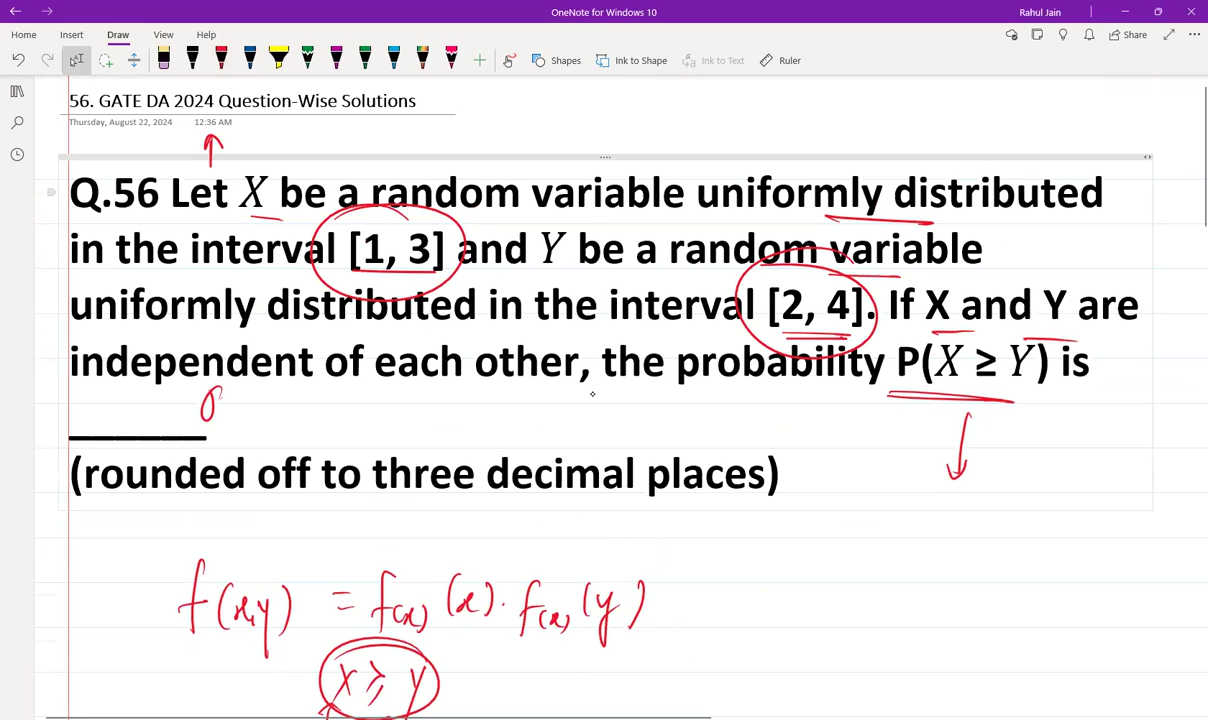 OneNote for Windows 10
Rahul Jain
Home Insert Draw View Help
Share
Shapes Ink to Shape Ink to Text Ruler
56. GATE DA 2024 Question-Wise Solutions
Thursday, August 22, 2024 12:36 AM
Q.56 Let X be a random variable uniformly distributed
in the interval [1, 3] and Y be a random variable
uniformly distributed in the interval [2, 4]. If X and Y are
independent of each other, the probability P(X ≥ Y) is
______
(rounded off to three decimal places)
f(x,y) = f(x) (x) . f(x) (y)
X ≥ Y